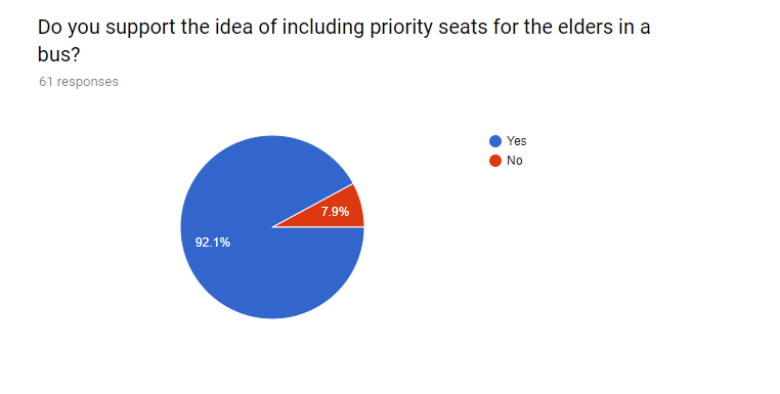 Do you support the idea of including priority seats for the elders in a
bus?
61 responses
Yes
No
7.9%
92.1%